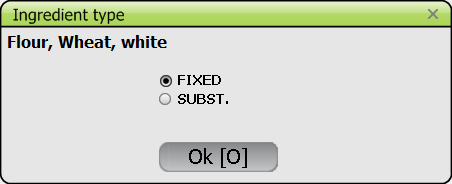 Ingredient type
Flour, Wheat, white
FIXED
SUBST.
Ok [O]